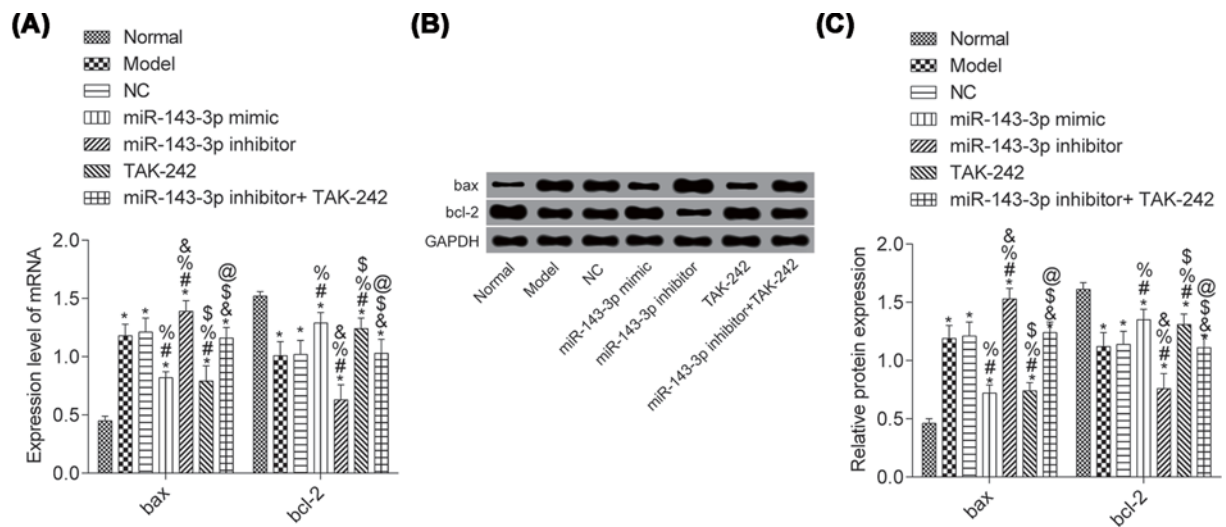 (A)
Normal
Model
NC
miR-143-3p mimic
miR-143-3p inhibitor
TAK-242
miR-143-3p inhibitor+ TAK-242
Expression level of mRNA
2.0
1.5
1.0
0.5
0.0
*
*
%
#
*
&
%
#
*
$
%
#
*
@
$
&
*
*
*
%
#
*
&
%
#
*
$
%
#
*
@
$
&
*
bax
bcl-2
(B)
bax
bcl-2
GAPDH
Normal
Model
NC
miR-143-3p mimic
miR-143-3p inhibitor
TAK-242
miR-143-3p inhibitor+TAK-242
(C)
Normal
Model
NC
miR-143-3p mimic
miR-143-3p inhibitor
TAK-242
miR-143-3p inhibitor+ TAK-242
Relative protein expression
2.0
1.5
1.0
0.5
0.0
*
*
%
#
*
&
%
#
*
$
%
#
*
@
$
&
*
*
*
%
#
*
&
%
#
*
$
%
#
*
@
$
&
*
bax
bcl-2